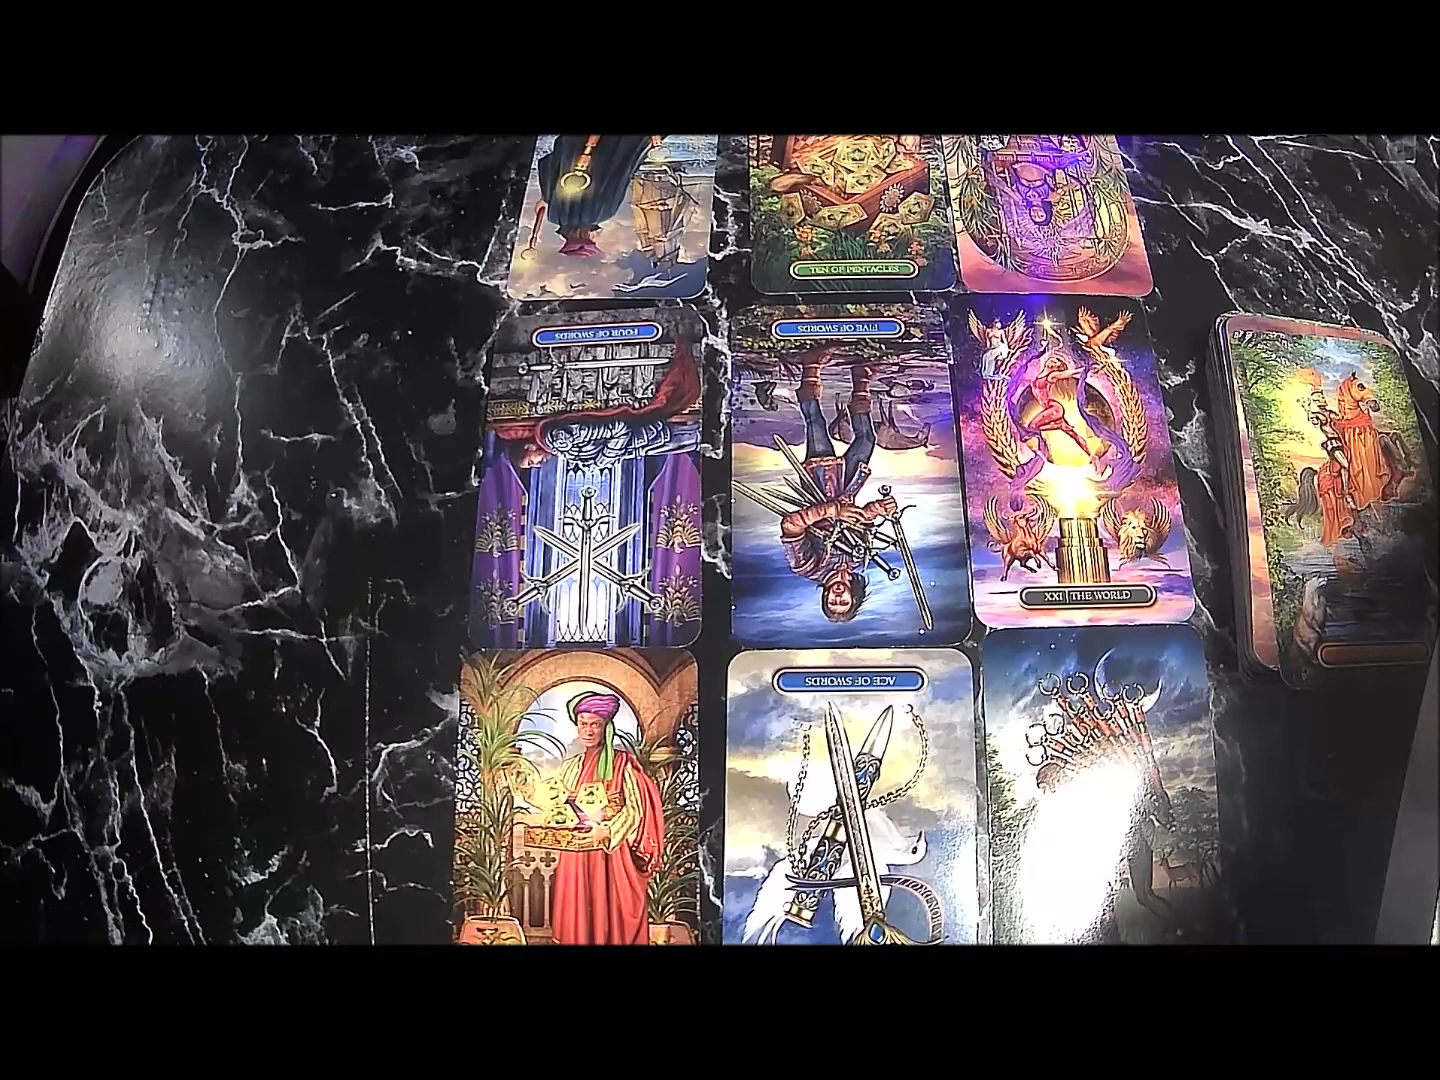 TEN OF PENTACLES
FOUR OF SWORDS
FIVE OF SWORDS
XXI THE WORLD
ACE OF SWORDS